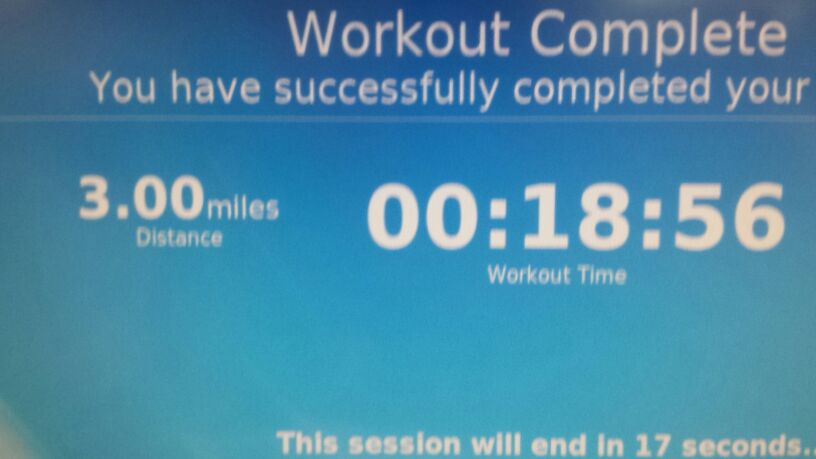 Workout Complete
You have successfully completed your
3.00miles
Distance
00:18:56
Workout Time
This session will end in 17 seconds..